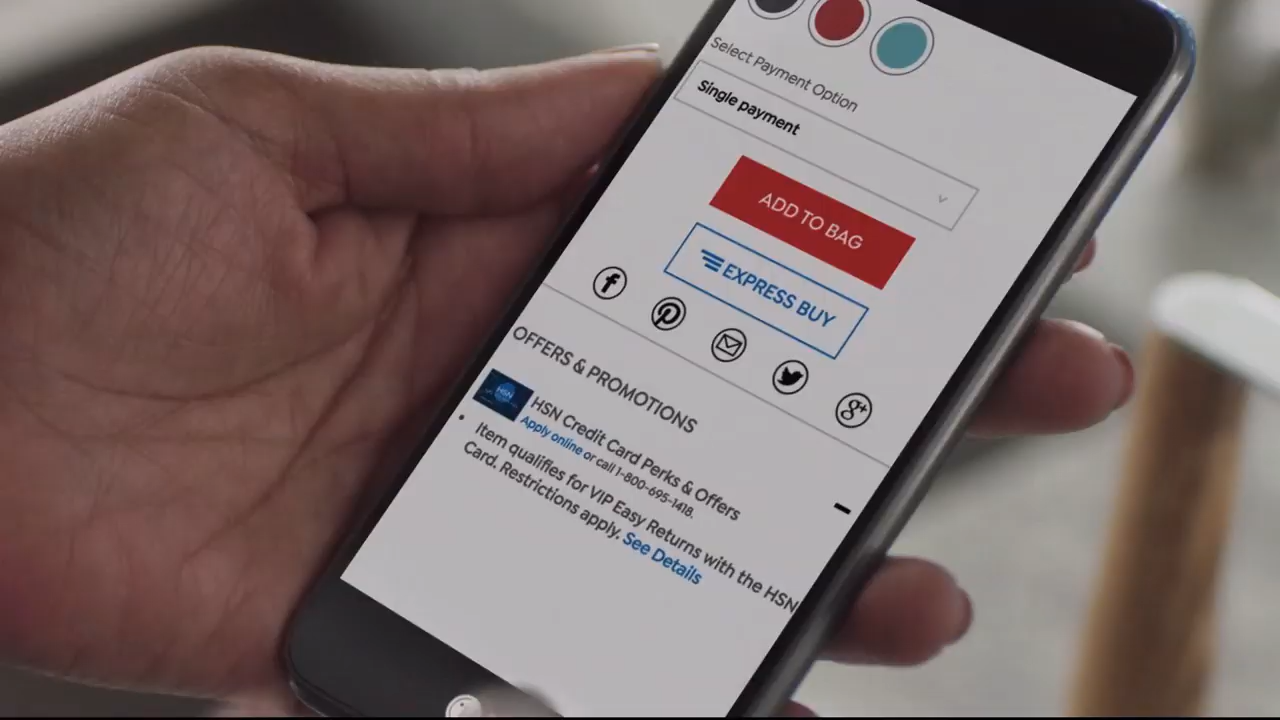 Select Payment Option
Single payment
ADD TO BAG
EXPRESS BUY
OFFERS & PROMOTIONS
HSN
HSN Credit Card Perks & Offers
Apply online or call 1-800-695-1418.
Item qualifies for VIP Easy Returns with the HSN
Card. Restrictions apply. See Details